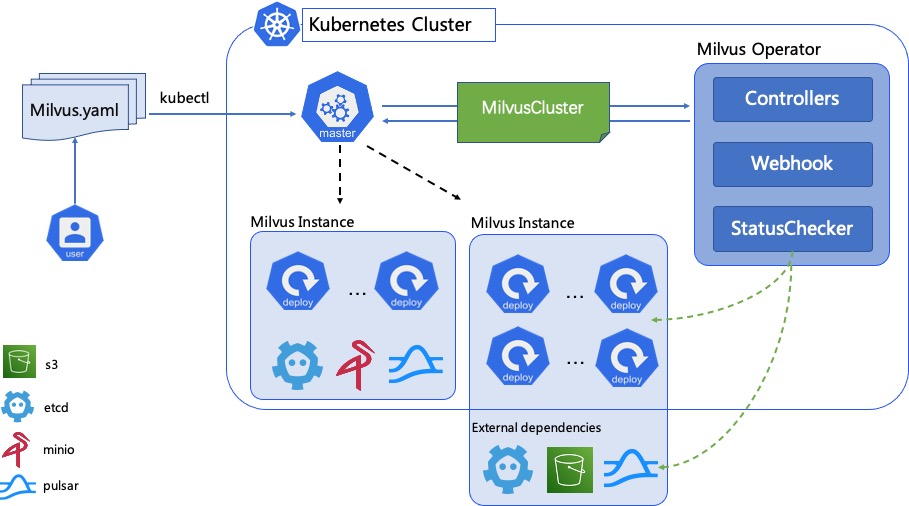 Kubernetes Cluster
Milvus Operator
Milvus.yaml
kubectl
master
MilvusCluster
Controllers
Webhook
StatusChecker
user
Milvus Instance
deploy
...
deploy
Milvus Instance
deploy
...
deploy
deploy
...
deploy
External dependencies
s3
etcd
minio
pulsar